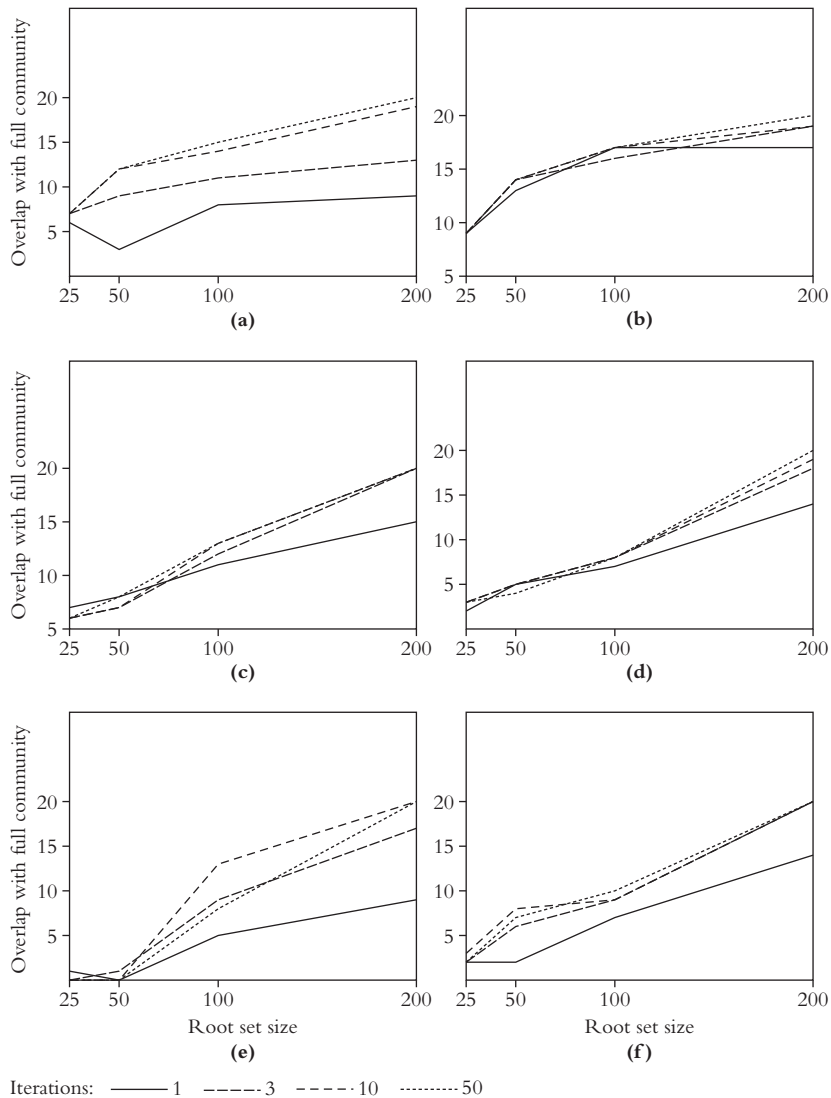 Overlap with full community
20
15
10
5
25 50 100 200
(a)
20
15
10
5
25 50 100 200
(b)
Overlap with full community
20
15
10
5
25 50 100 200
(c)
20
15
10
5
25 50 100 200
(d)
Overlap with full community
20
15
10
5
25 50 100 200
Root set size
(e)
20
15
10
5
25 50 100 200
Root set size
(f)
Iterations: 1 3 10 50